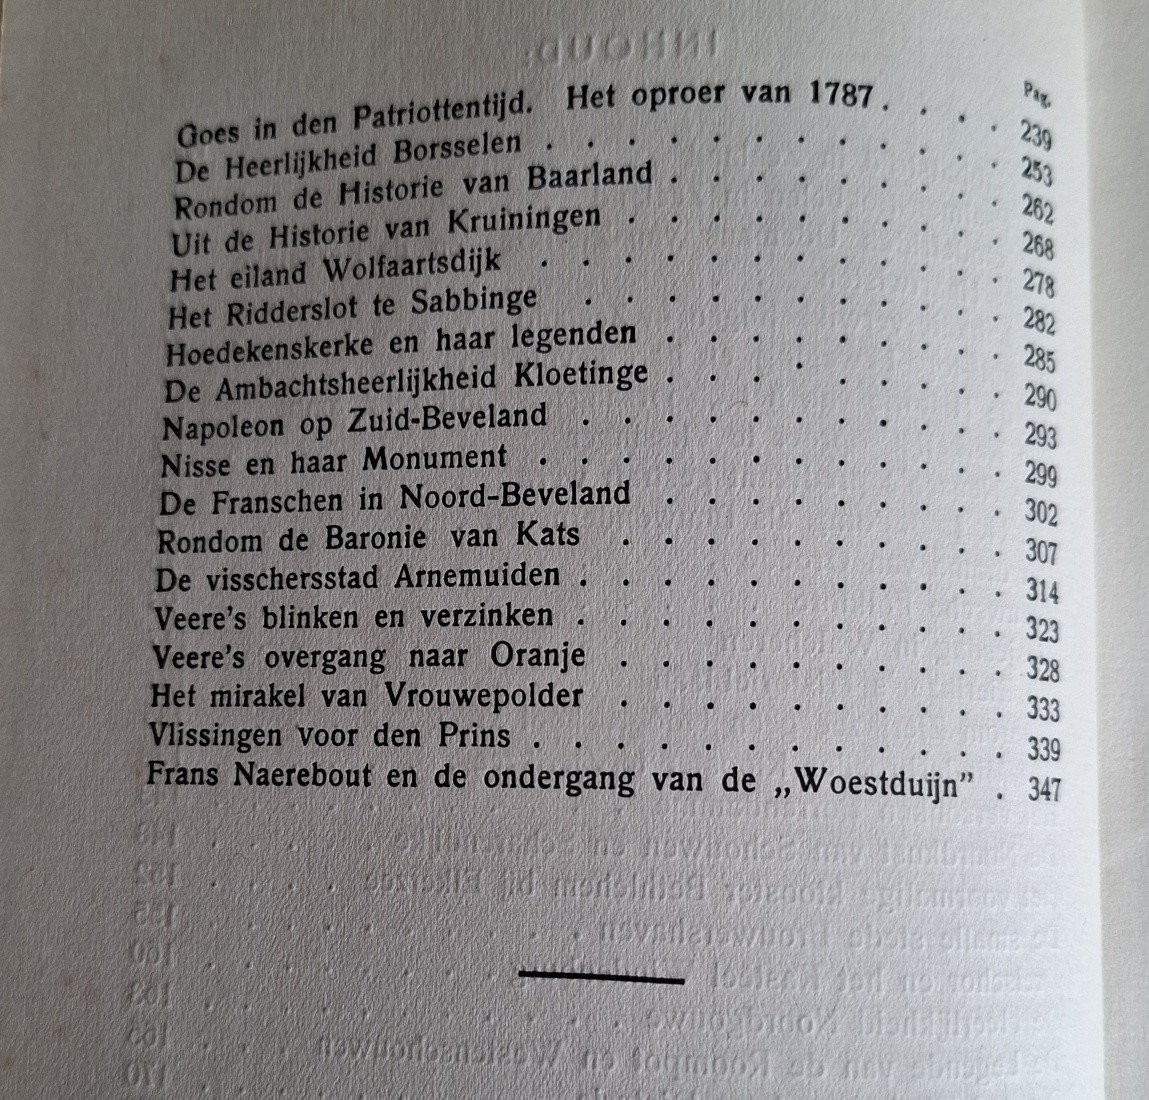 Pag.
Goes in den Patriottentijd. Het oproer van 1787 . . . . 239
De Heerlijkheid Borsselen . . . . . . . . . . . 253
Rondom de Historie van Baarland . . . . . . . . 262
Uit de Historie van Kruiningen . . . . . . . . . 268
Het eiland Wolfaartsdijk . . . . . . . . . . . 278
Het Ridderslot te Sabbinge . . . . . . . . . . 282
Hoedekenskerke en haar legenden . . . . . . . . 285
De Ambachtsheerlijkheid Kloetinge . . . . . . . . 290
Napoleon op Zuid-Beveland . . . . . . . . . . 293
Nisse en haar Monument . . . . . . . . . . . 299
De Franschen in Noord-Beveland . . . . . . . . 302
Rondom de Baronie van Kats . . . . . . . . . 307
De visschersstad Arnemuiden . . . . . . . . . . 314
Veere's blinken en verzinken . . . . . . . . . . 323
Veere's overgang naar Oranje . . . . . . . . . 328
Het mirakel van Vrouwepolder . . . . . . . . . 333
Vlissingen voor den Prins . . . . . . . . . . . 339
Frans Naerebout en de ondergang van de „Woestduijn” . 347